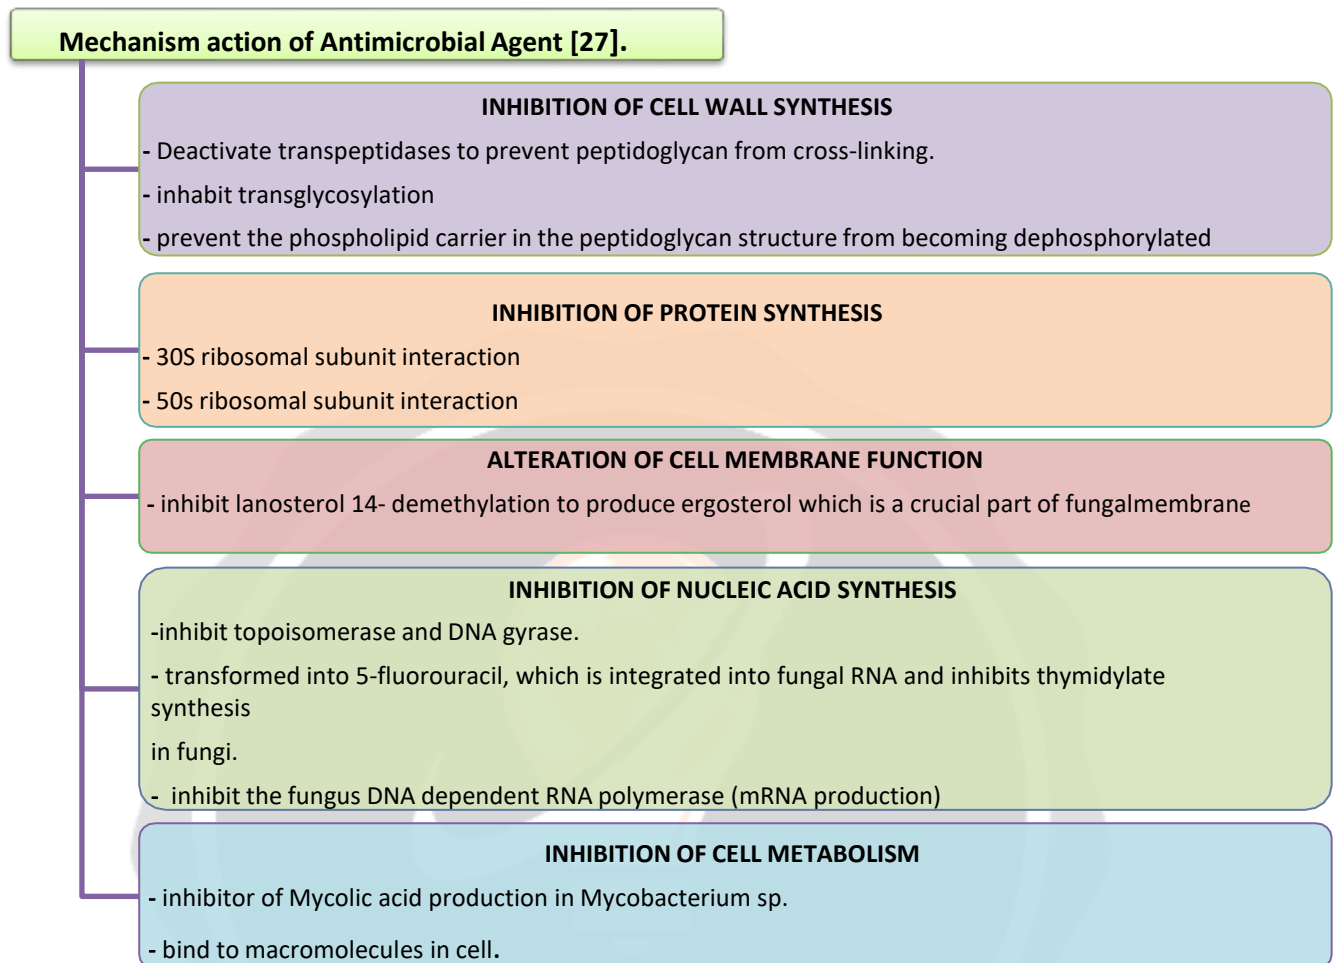 Mechanism action of Antimicrobial Agent [27].
INHIBITION OF CELL WALL SYNTHESIS
- Deactivate transpeptidases to prevent peptidoglycan from cross-linking.
- inhabit transglycosylation
- prevent the phospholipid carrier in the peptidoglycan structure from becoming dephosphorylated
INHIBITION OF PROTEIN SYNTHESIS
- 30S ribosomal subunit interaction
- 50s ribosomal subunit interaction
ALTERATION OF CELL MEMBRANE FUNCTION
- inhibit lanosterol 14- demethylation to produce ergosterol which is a crucial part of fungalmembrane
INHIBITION OF NUCLEIC ACID SYNTHESIS
-inhibit topoisomerase and DNA gyrase.
- transformed into 5-fluorouracil, which is integrated into fungal RNA and inhibits thymidylate
synthesis
in fungi.
- inhibit the fungus DNA dependent RNA polymerase (mRNA production)
INHIBITION OF CELL METABOLISM
- inhibitor of Mycolic acid production in Mycobacterium sp.
- bind to macromolecules in cell.